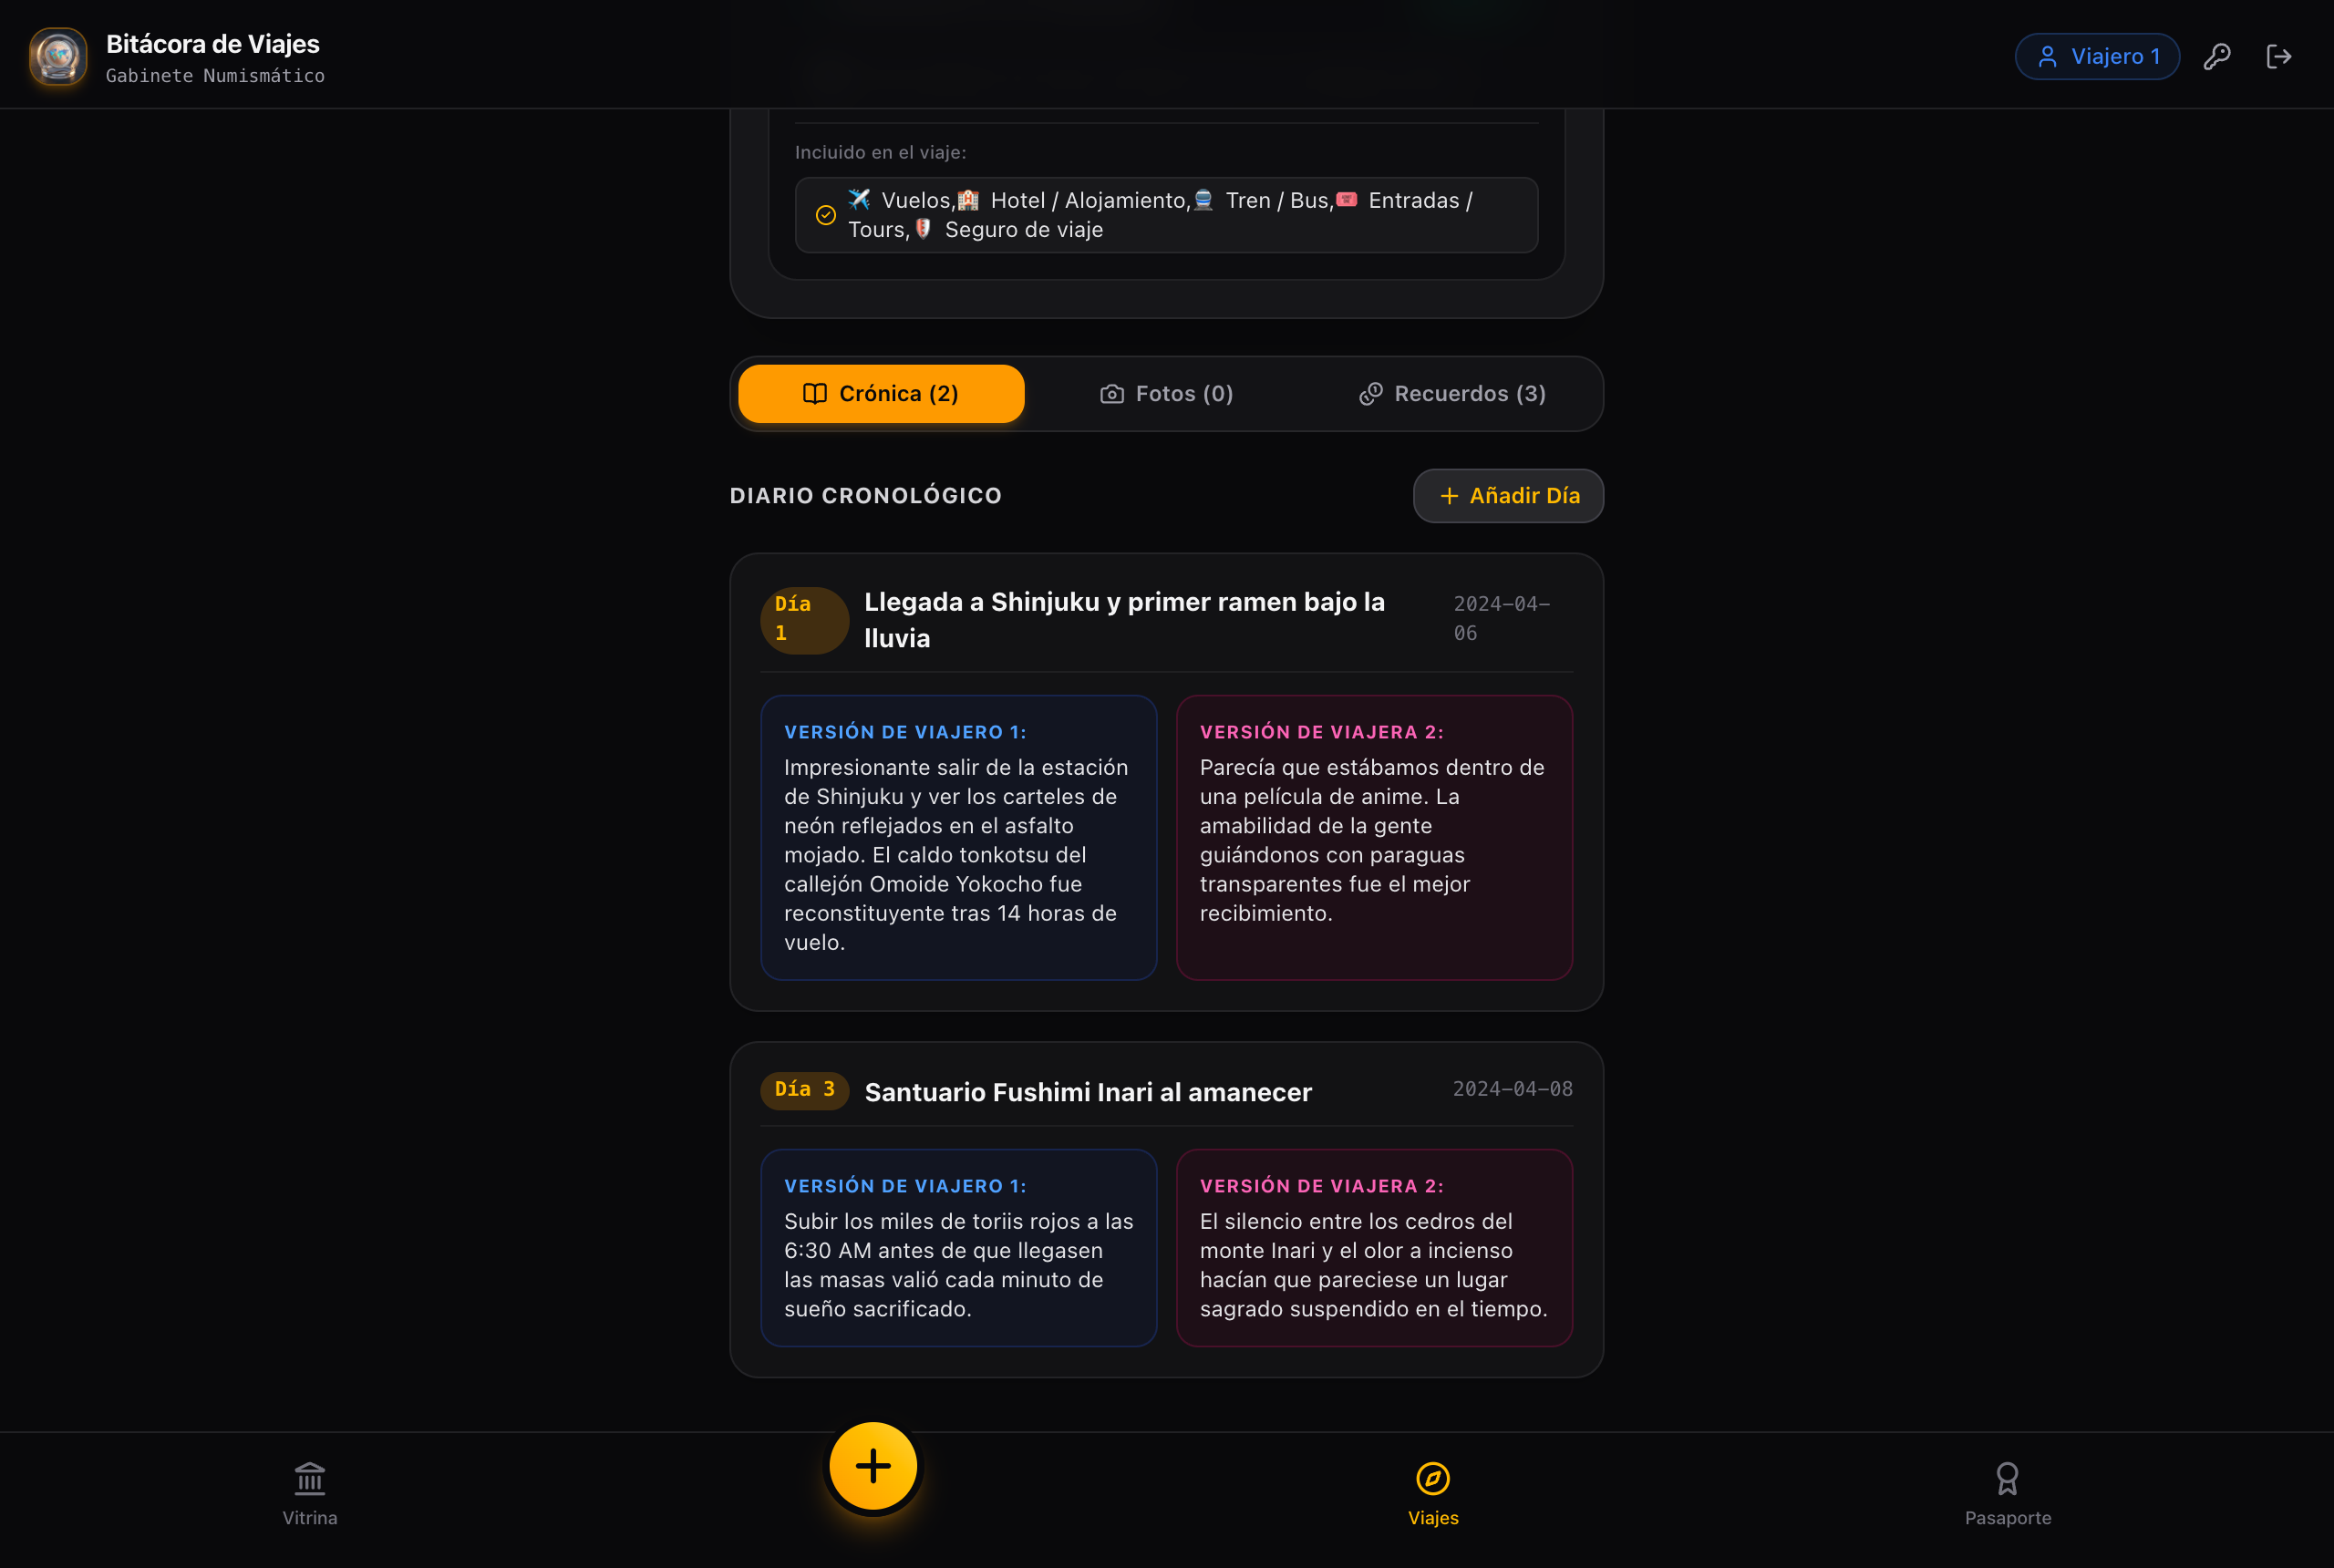 Bitácora de Viajes
Gabinete Numismático
Viajero 1
Incluido en el viaje:
✈️ Vuelos,🏨 Hotel / Alojamiento,🚆 Tren / Bus,🎟️ Entradas /
Tours,🛡️ Seguro de viaje
Crónica (2)
Fotos (0)
Recuerdos (3)
DIARIO CRONOLÓGICO
+ Añadir Día
Día
1
Llegada a Shinjuku y primer ramen bajo la
lluvia
2024-04-
06
VERSIÓN DE VIAJERO 1:
Impresionante salir de la estación
de Shinjuku y ver los carteles de
neón reflejados en el asfalto
mojado. El caldo tonkotsu del
callejón Omoide Yokocho fue
reconstituyente tras 14 horas de
vuelo.
VERSIÓN DE VIAJERA 2:
Parecía que estábamos dentro de
una película de anime. La
amabilidad de la gente
guiándonos con paraguas
transparentes fue el mejor
recibimiento.
Día 3
Santuario Fushimi Inari al amanecer
2024-04-08
VERSIÓN DE VIAJERO 1:
Subir los miles de toriis rojos a las
6:30 AM antes de que llegasen
las masas valió cada minuto de
sueño sacrificado.
VERSIÓN DE VIAJERA 2:
El silencio entre los cedros del
monte Inari y el olor a incienso
hacían que pareciese un lugar
sagrado suspendido en el tiempo.
Vitrina
Viajes
Pasaporte